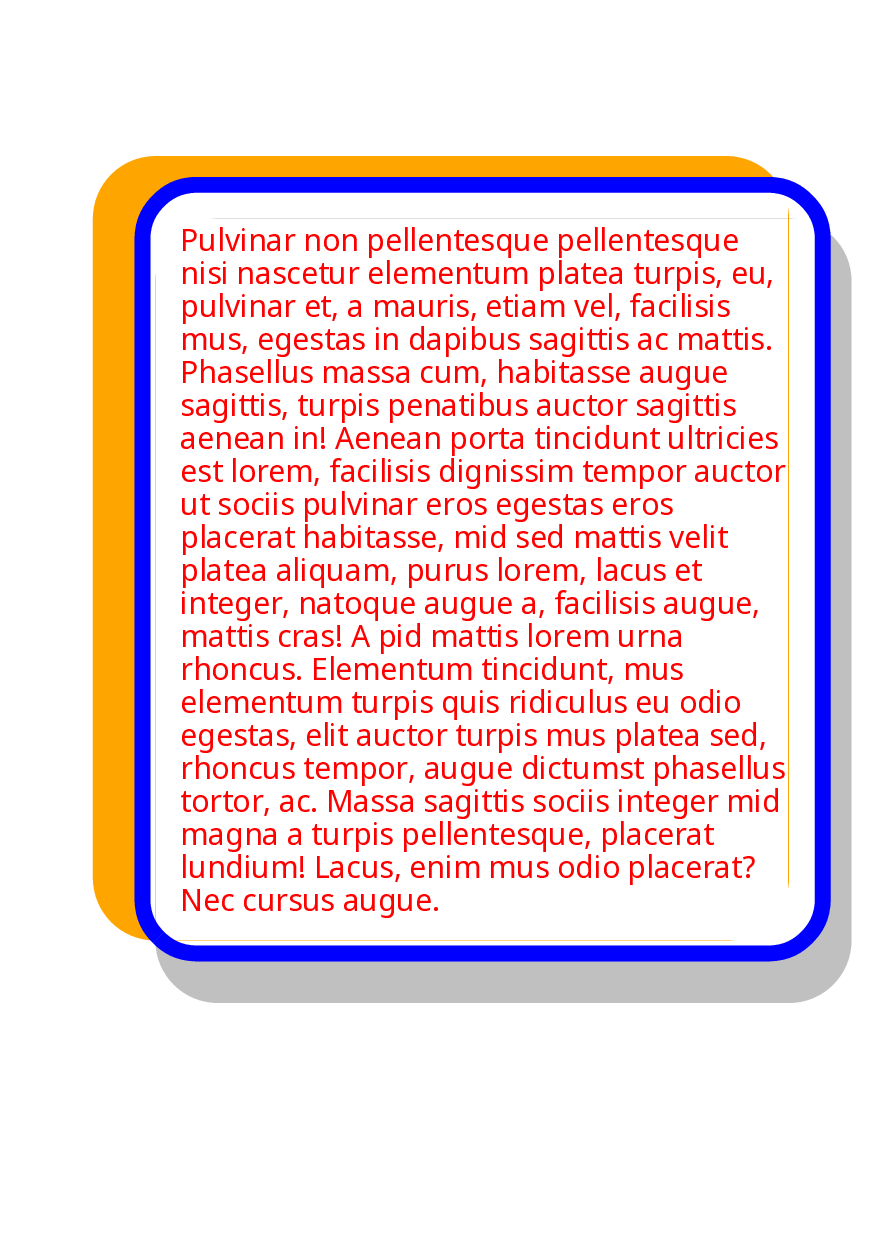 Pulvinar non pellentesque pellentesque
nisi nascetur elementum platea turpis, eu,
pulvinar et, a mauris, etiam vel, facilisis
mus, egestas in dapibus sagittis ac mattis.
Phasellus massa cum, habitasse augue
sagittis, turpis penatibus auctor sagittis
aenean in! Aenean porta tincidunt ultricies
est lorem, facilisis dignissim tempor auctor
ut sociis pulvinar eros egestas eros
placerat habitasse, mid sed mattis velit
platea aliquam, purus lorem, lacus et
integer, natoque augue a, facilisis augue,
mattis cras! A pid mattis lorem urna
rhoncus. Elementum tincidunt, mus
elementum turpis quis ridiculus eu odio
egestas, elit auctor turpis mus platea sed,
rhoncus tempor, augue dictumst phasellus
tortor, ac. Massa sagittis sociis integer mid
magna a turpis pellentesque, placerat
lundium! Lacus, enim mus odio placerat?
Nec cursus augue.